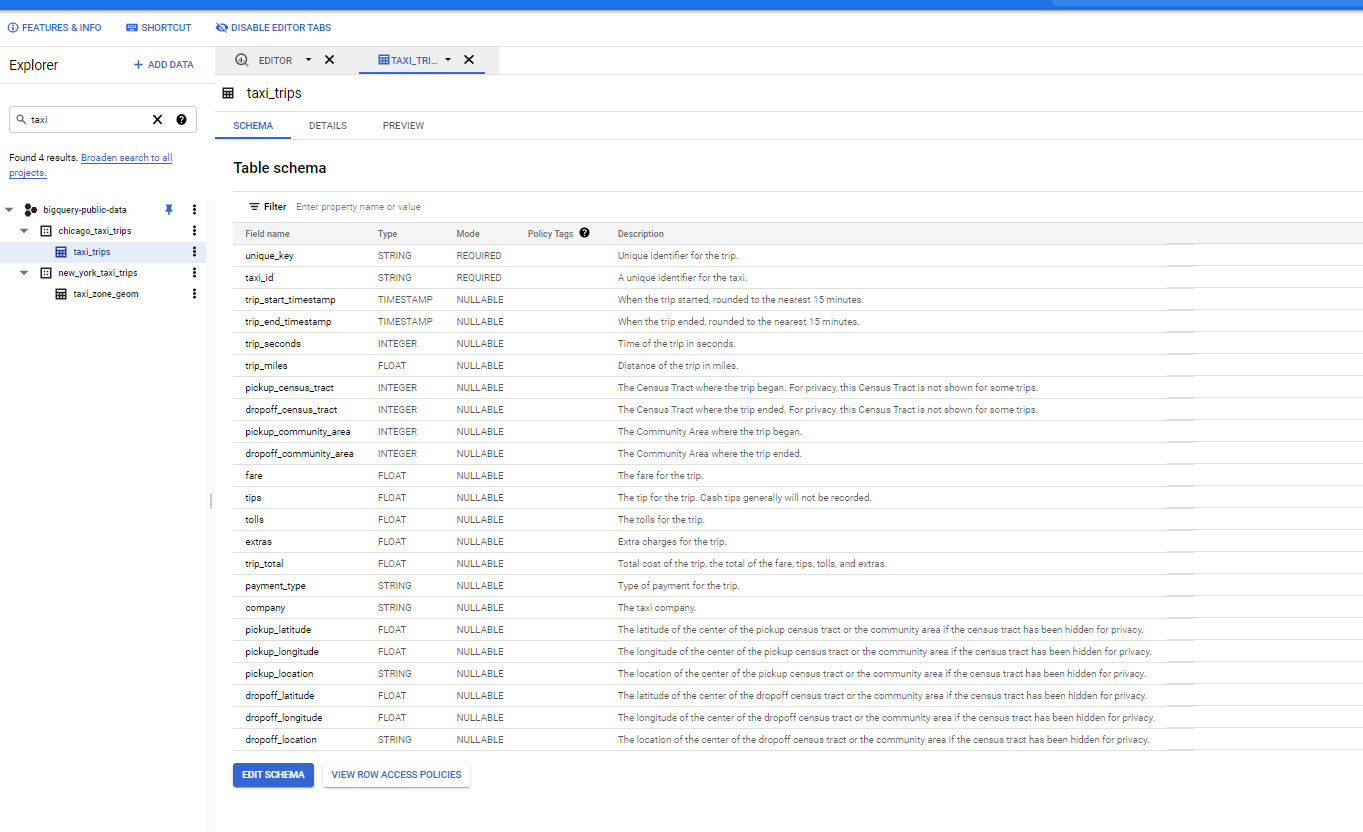 FEATURES & INFO SHORTCUT DISABLE EDITOR TABS
Explorer + ADD DATA
taxi
Found 4 results. Broaden search to all
projects.
bigquery-public-data
chicago_taxi_trips
taxi_trips
new_york_taxi_trips
taxi_zone_geom
EDITOR TAXI_TRI...
taxi_trips
SCHEMA DETAILS PREVIEW
Table schema
Filter Enter property name or value
Field name Type Mode Policy Tags Description
unique_key STRING REQUIRED Unique identifier for the trip.
taxi_id STRING REQUIRED A unique identifier for the taxi.
trip_start_timestamp TIMESTAMP NULLABLE When the trip started, rounded to the nearest 15 minutes.
trip_end_timestamp TIMESTAMP NULLABLE When the trip ended, rounded to the nearest 15 minutes.
trip_seconds INTEGER NULLABLE Time of the trip in seconds.
trip_miles FLOAT NULLABLE Distance of the trip in miles.
pickup_census_tract INTEGER NULLABLE The Census Tract where the trip began. For privacy, this Census Tract is not shown for some trips.
dropoff_census_tract INTEGER NULLABLE The Census Tract where the trip ended. For privacy, this Census Tract is not shown for some trips.
pickup_community_area INTEGER NULLABLE The Community Area where the trip began.
dropoff_community_area INTEGER NULLABLE The Community Area where the trip ended.
fare FLOAT NULLABLE The fare for the trip.
tips FLOAT NULLABLE The tip for the trip. Cash tips generally will not be recorded.
tolls FLOAT NULLABLE The tolls for the trip.
extras FLOAT NULLABLE Extra charges for the trip.
trip_total FLOAT NULLABLE Total cost of the trip, the total of the fare, tips, tolls, and extras.
payment_type STRING NULLABLE Type of payment for the trip.
company STRING NULLABLE The taxi company.
pickup_latitude FLOAT NULLABLE The latitude of the center of the pickup census tract or the community area if the census tract has been hidden for privacy.
pickup_longitude FLOAT NULLABLE The longitude of the center of the pickup census tract or the community area if the census tract has been hidden for privacy.
pickup_location STRING NULLABLE The location of the center of the pickup census tract or the community area if the census tract has been hidden for privacy.
dropoff_latitude FLOAT NULLABLE The latitude of the center of the dropoff census tract or the community area if the census tract has been hidden for privacy.
dropoff_longitude FLOAT NULLABLE The longitude of the center of the dropoff census tract or the community area if the census tract has been hidden for privacy.
dropoff_location STRING NULLABLE The location of the center of the dropoff census tract or the community area if the census tract has been hidden for privacy.
EDIT SCHEMA VIEW ROW ACCESS POLICIES